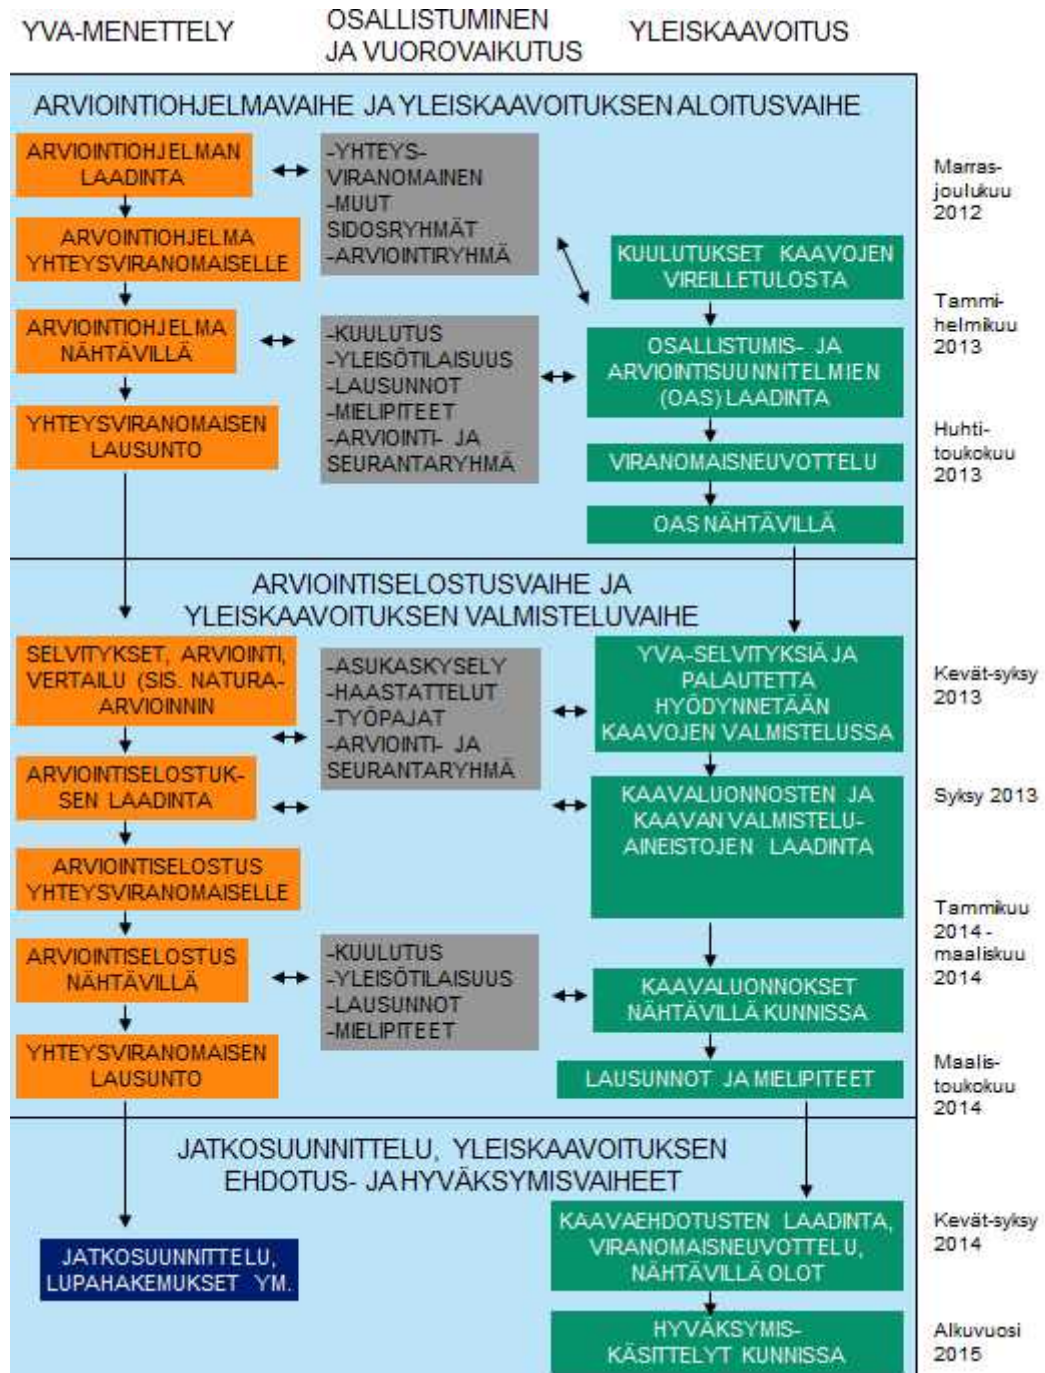 YVA-MENETTELY
OSALLISTUMINEN
JA VUOROVAIKUTUS
YLEISKAAVOITUS
ARVIOINTIOHJELMAVAIHE JA YLEISKAAVOITUKSEN ALOITUSVAIHE
ARVIOINTIOHJELMAN
LAADINTA
ARVOINTIOHJELMA
YHTEYSVIRANOMAISELLE
ARVIOINTIOHJELMA
NÄHTÄVILLÄ
YHTEYSVIRANOMAISEN
LAUSUNTO
-YHTEYS-
VIRANOMAINEN
-MUUT
SIDOSRYHMÄT
-ARVIOINTIRYHMÄ
-KUULUTUS
-YLEISÖTILAISUUS
-LAUSUNNOT
-MIELIPITEET
-ARVIOINTI- JA
SEURANTARYHMÄ
KUULUTUKSET KAAVOJEN
VIREILLETULOSTA
OSALLISTUMIS- JA
ARVIOINTISUUNNITELMIEN
(OAS) LAADINTA
VIRANOMAISNEUVOTTELU
OAS NÄHTÄVILLÄ
Marras-
joulukuu
2012
Tammi-
helmikuu
2013
Huhti-
toukokuu
2013
ARVIOINTISELOSTUSVAIHE JA
YLEISKAAVOITUKSEN VALMISTELUVAIHE
SELVITYKSET, ARVIOINTI,
VERTAILU (SIS. NATURA-
ARVIOINNIN
ARVIOINTISELOSTUK-
SEN LAADINTA
ARVIOINTISELOSTUS
YHTEYSVIRANOMAISELLE
ARVIOINTISELOSTUS
NÄHTÄVILLÄ
YHTEYSVIRANOMAISEN
LAUSUNTO
-ASUKASKYSELY
-HAASTATTELUT
-TYÖPAJAT
-ARVIOINTI- JA
SEURANTARYHMÄ
-KUULUTUS
-YLEISÖTILAISUUS
-LAUSUNNOT
-MIELIPITEET
YVA-SELVITYKSIÄ JA
PALAUTETTA
HYÖDYNNETÄÄN
KAAVOJEN VALMISTELUSSA
KAAVALUONNOSTEN JA
KAAVAN VALMISTELU-
AINEISTOJEN LAADINTA
KAAVALUONNOKSET
NÄHTÄVILLÄ KUNNISSA
LAUSUNNOT JA MIELIPITEET
Kevät-syksy
2013
Syksy 2013
Tammikuu
2014 -
maaliskuu
2014
Maalis-
toukokuu
2014
JATKOSUUNNITTELU, YLEISKAAVOITUKSEN
EHDOTUS- JA HYVÄKSYMISVAIHEET
JATKOSUUNNITTELU,
LUPAHAKEMUKSET YM.
KAAVAEHDOTUSTEN LAADINTA,
VIRANOMAISNEUVOTTELU,
NÄHTÄVILLÄ OLOT
HYVÄKSYMIS-
KÄSITTELYT KUNNISSA
Kevät-syksy
2014
Alkuvuosi
2015